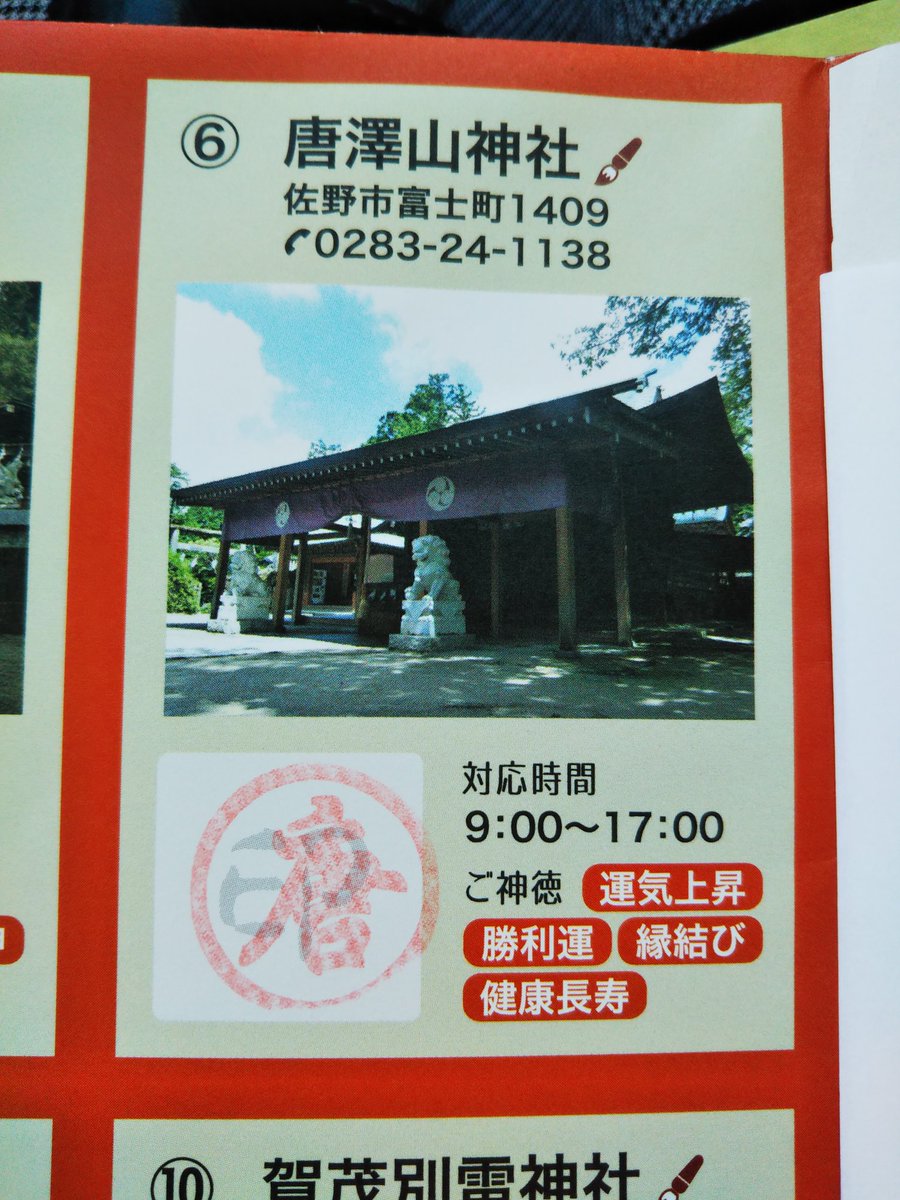 ⑥ 唐澤山神社
佐野市富士町1409
0283-24-1138
対応時間
9:00〜17:00
ご神徳 運気上昇
勝利運 縁結び
健康長寿
印
唐
⑩ 賀茂別雷神社